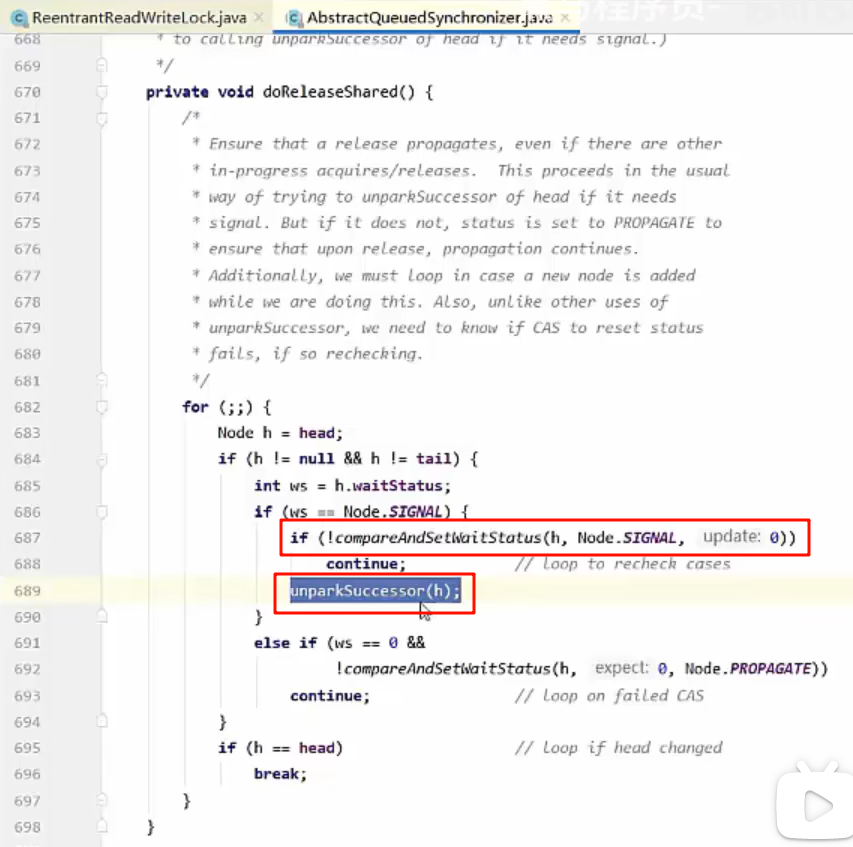 ReentrantReadWriteLock.java × AbstractQueuedSynchronizer.java ×
668 * to calling unparkSuccessor of head if it needs signal.)
669 */
670 private void doReleaseShared() {
671 /*
672 * Ensure that a release propagates, even if there are other
673 * in-progress acquires/releases.  This proceeds in the usual
674 * way of trying to unparkSuccessor of head if it needs
675 * signal. But if it does not, status is set to PROPAGATE to
676 * ensure that upon release, propagation continues.
677 * Additionally, we must loop in case a new node is added
678 * while we are doing this. Also, unlike other uses of
679 * unparkSuccessor, we need to know if CAS to reset status
680 * fails, if so rechecking.
681 */
682 for (;;) {
683 Node h = head;
684 if (h != null && h != tail) {
685 int ws = h.waitStatus;
686 if (ws == Node.SIGNAL) {
687 if (!compareAndSetWaitStatus(h, Node.SIGNAL, update: 0))
688 continue; // loop to recheck cases
689 unparkSuccessor(h);
690 }
691 else if (ws == 0 &&
692 !compareAndSetWaitStatus(h, expect: 0, Node.PROPAGATE))
693 continue; // loop on failed CAS
694 }
695 if (h == head) // loop if head changed
696 break;
697 }
698 }